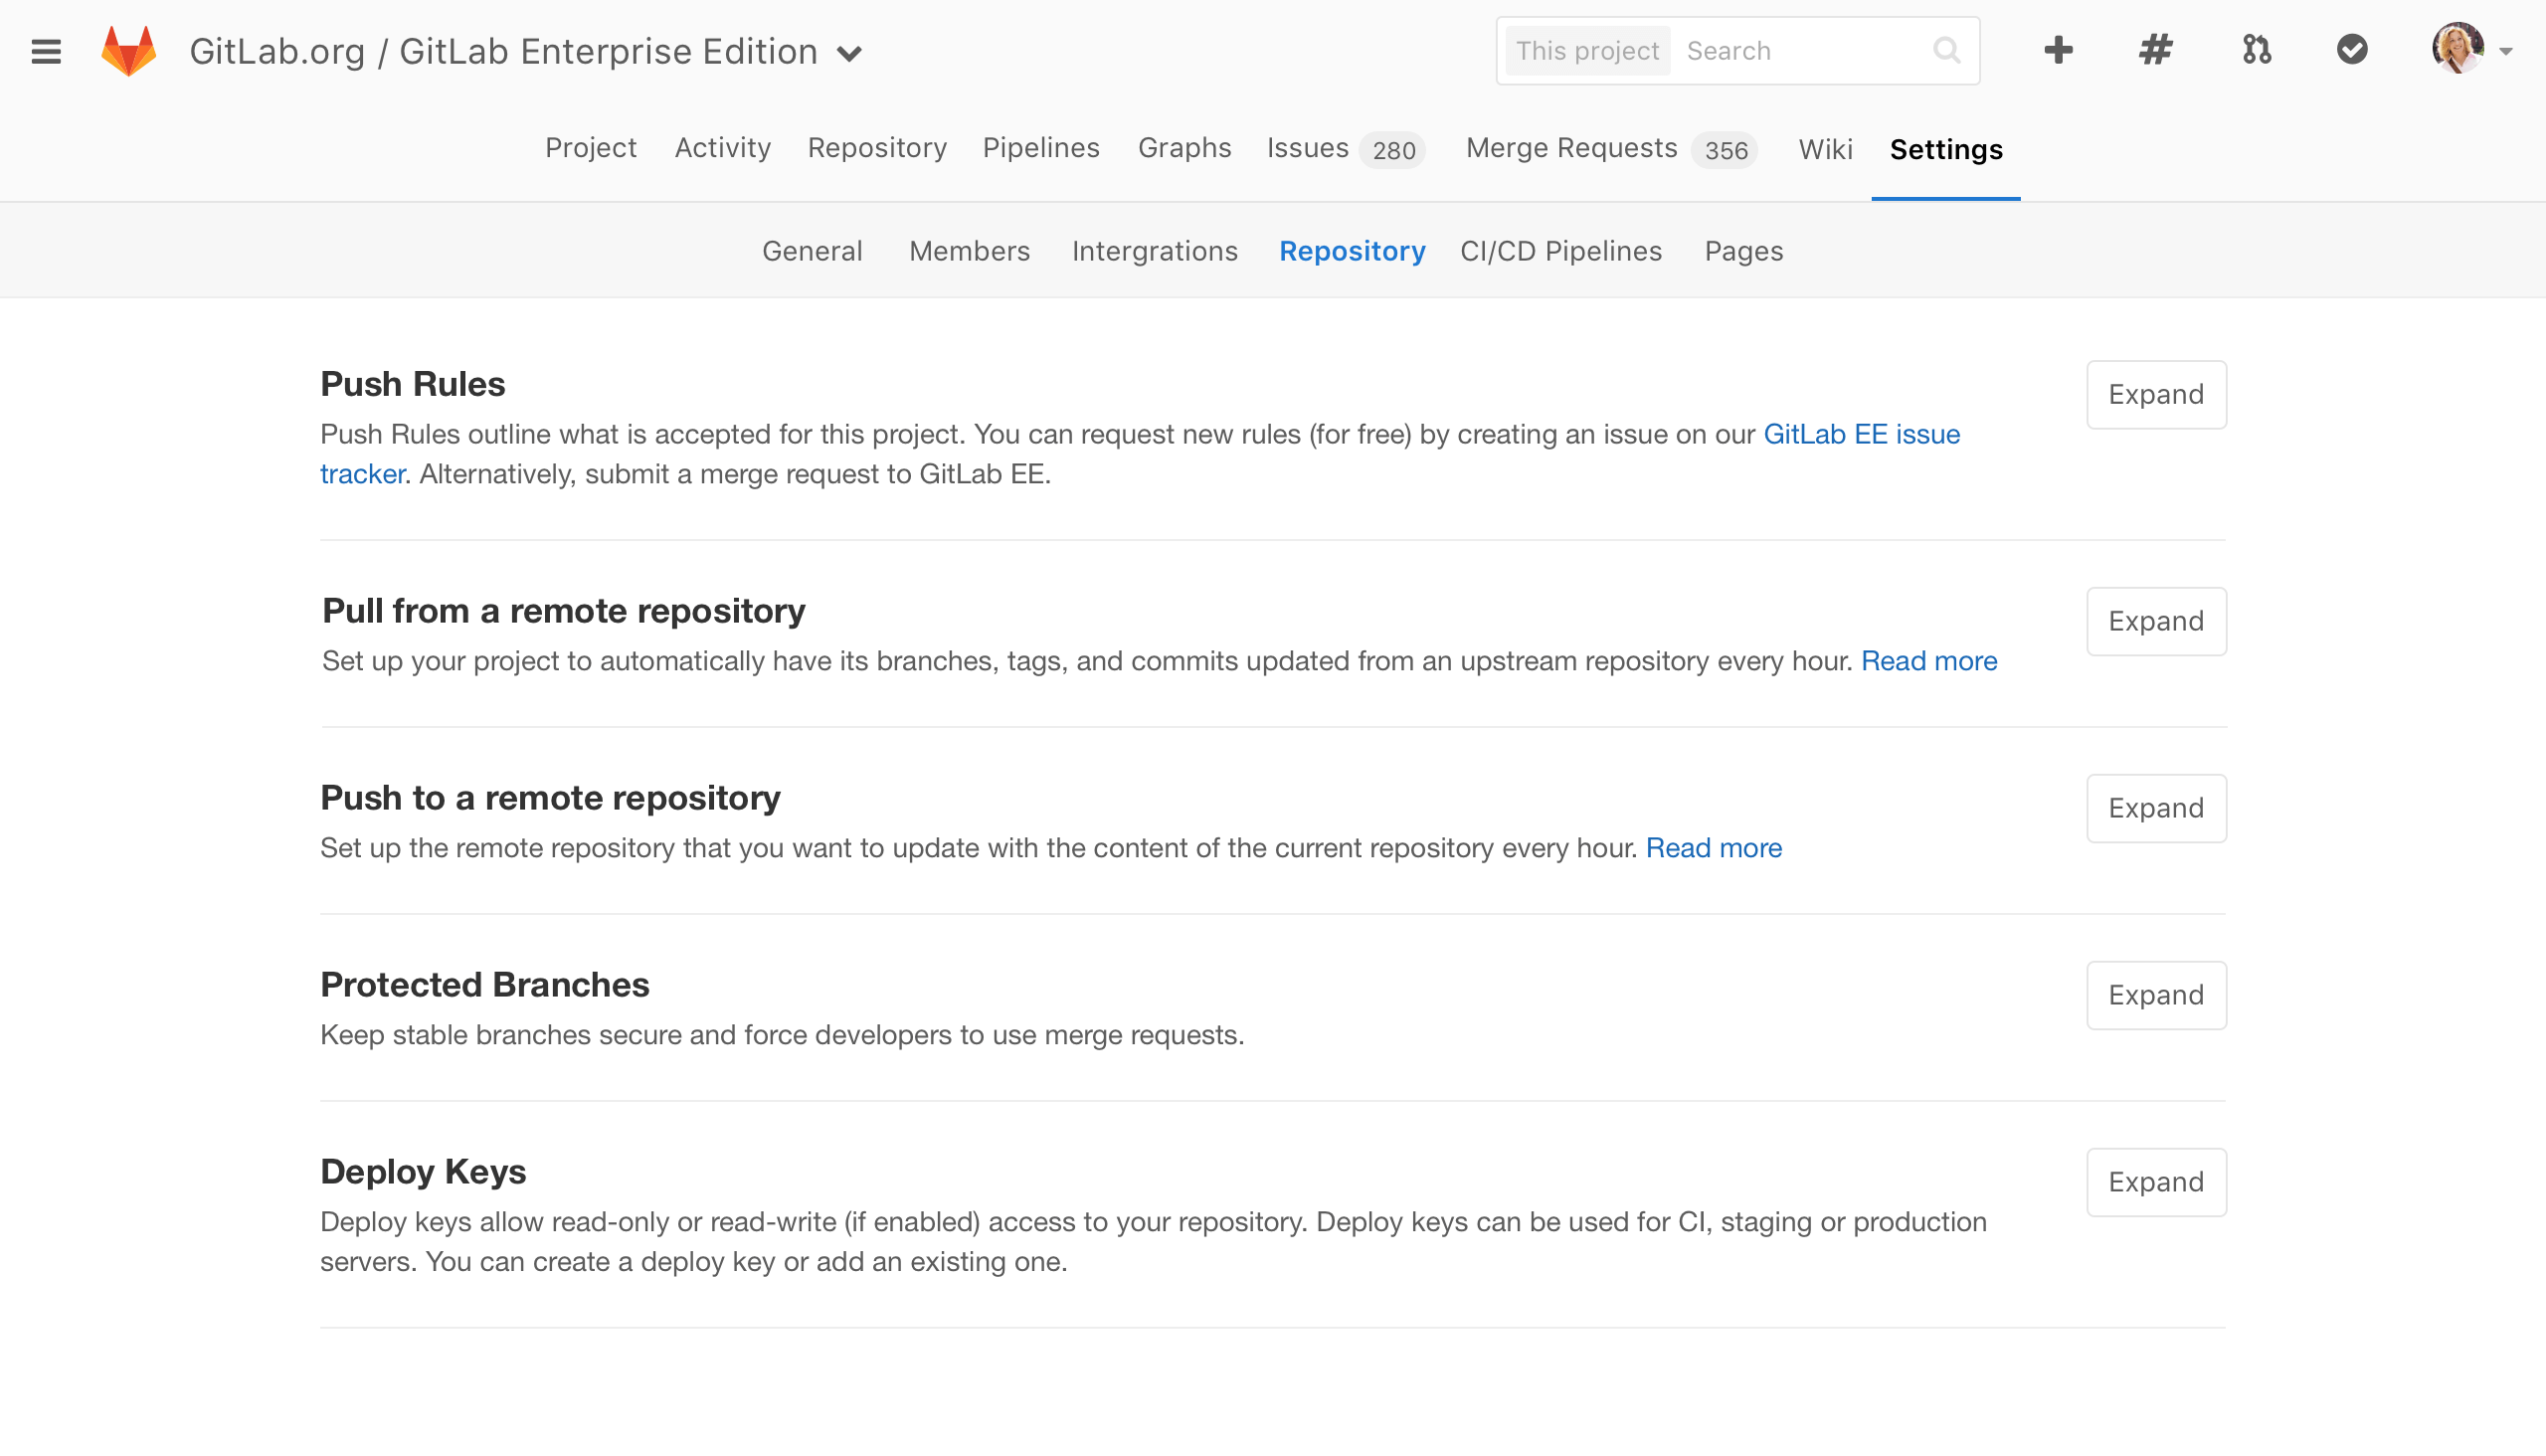 GitLab.org / GitLab Enterprise Edition
This project Search
Project Activity Repository Pipelines Graphs Issues 280 Merge Requests 356 Wiki Settings
General Members Intergrations Repository CI/CD Pipelines Pages
Push Rules
Expand
Push Rules outline what is accepted for this project. You can request new rules (for free) by creating an issue on our GitLab EE issue
tracker. Alternatively, submit a merge request to GitLab EE.
Pull from a remote repository
Expand
Set up your project to automatically have its branches, tags, and commits updated from an upstream repository every hour. Read more
Push to a remote repository
Expand
Set up the remote repository that you want to update with the content of the current repository every hour. Read more
Protected Branches
Expand
Keep stable branches secure and force developers to use merge requests.
Deploy Keys
Expand
Deploy keys allow read-only or read-write (if enabled) access to your repository. Deploy keys can be used for CI, staging or production
servers. You can create a deploy key or add an existing one.